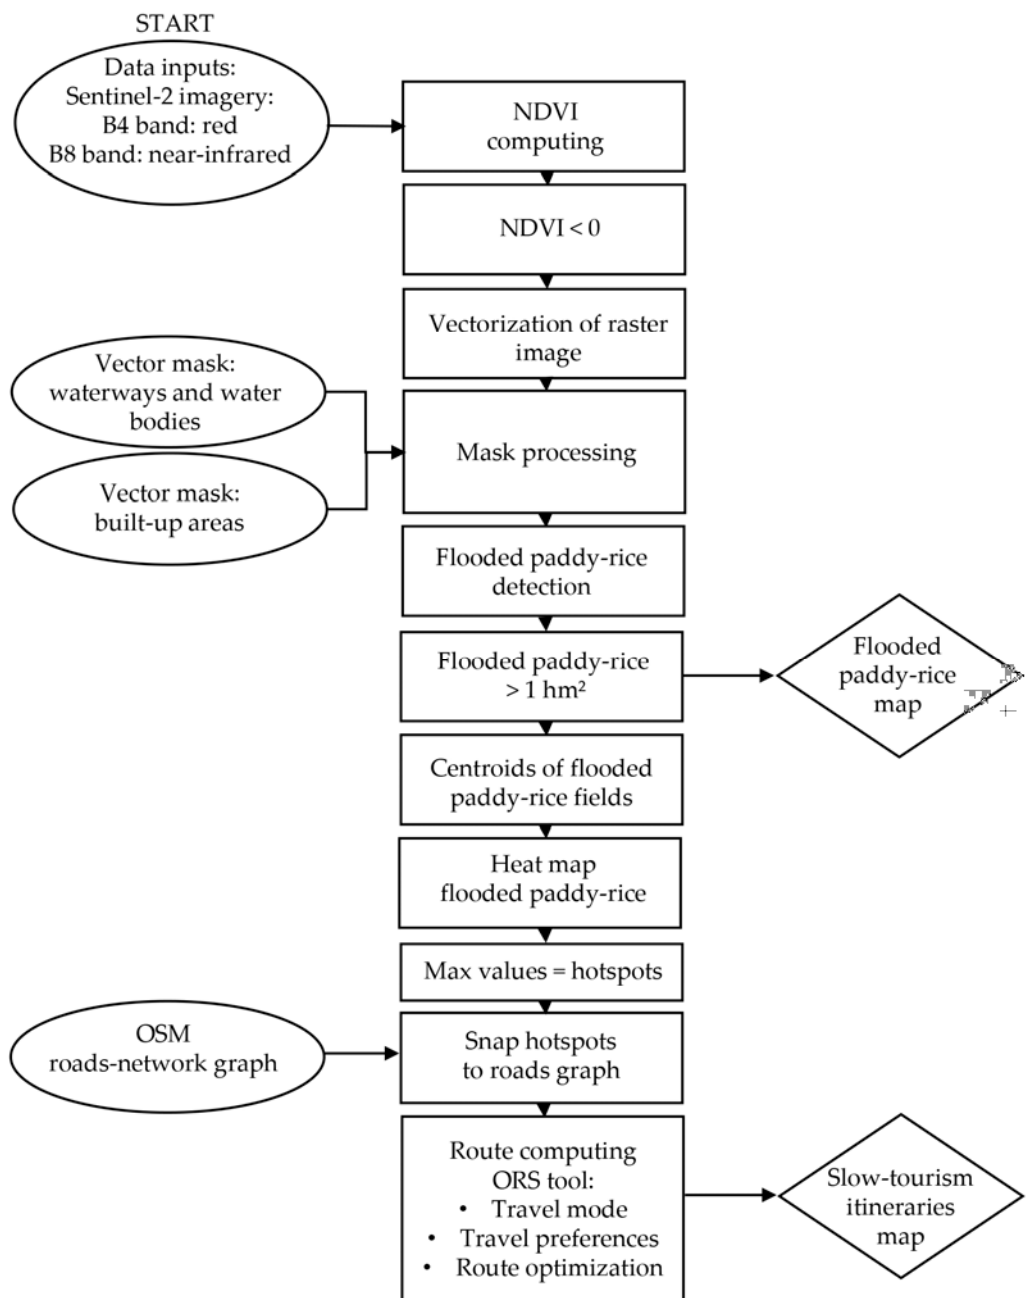 START
Data inputs:
Sentinel-2 imagery:
B4 band: red
B8 band: near-infrared
NDVI
computing
NDVI < 0
Vectorization of raster
image
Vector mask:
waterways and water
bodies
Mask processing
Vector mask:
built-up areas
Flooded paddy-rice
detection
Flooded paddy-rice
> 1 hm²
Flooded
paddy-rice
map
Centroids of flooded
paddy-rice fields
Heat map
flooded paddy-rice
Max values = hotspots
OSM
roads-network graph
Snap hotspots
to roads graph
Route computing
ORS tool:
• Travel mode
• Travel preferences
• Route optimization
Slow-tourism
itineraries
map